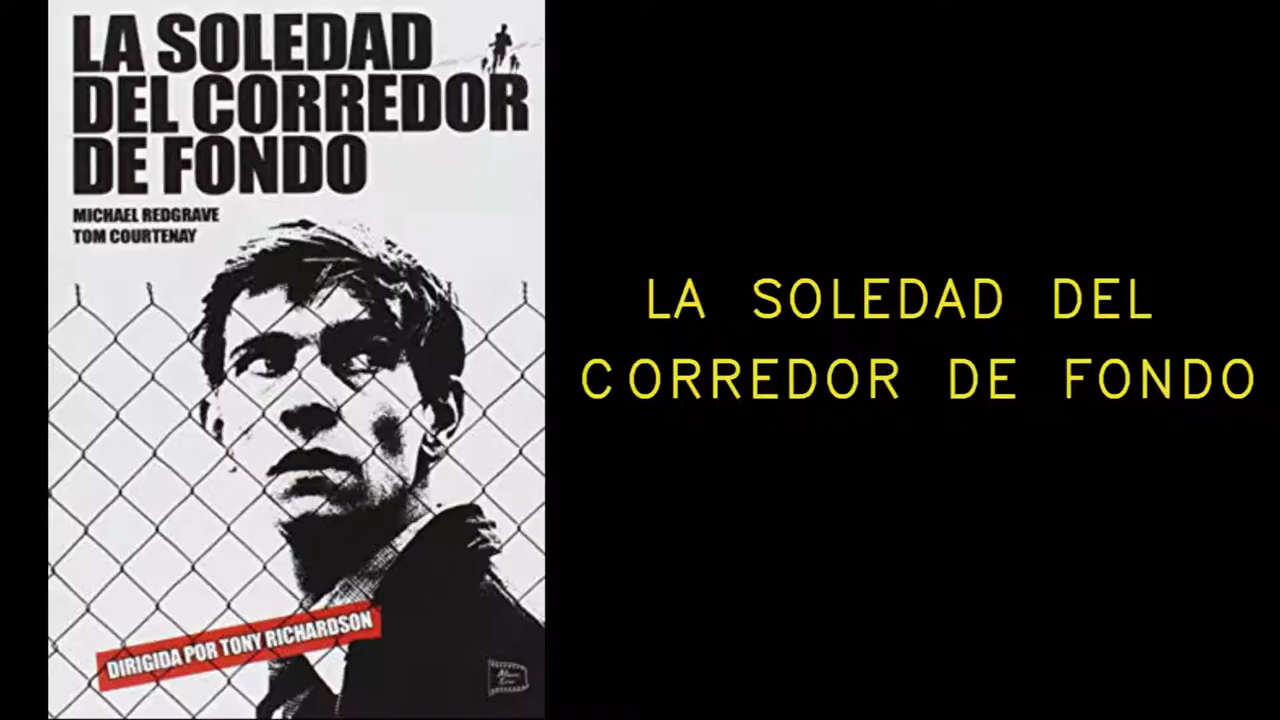 LA SOLEDAD
DEL CORREDOR
DE FONDO
MICHAEL REDGRAVE
TOM COURTENAY
DIRIGIDA POR TONY RICHARDSON
LA SOLEDAD DEL
CORREDOR DE FONDO